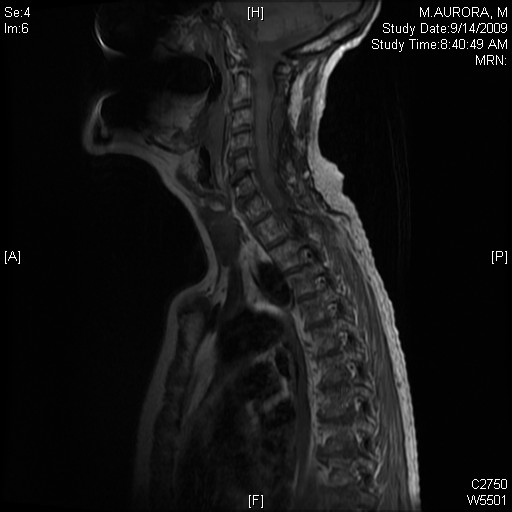 Se:4
Im:6
[H]
M.AURORA, M
Study Date:9/14/2009
Study Time:8:40:49 AM
MRN:
[A]
[P]
[F]
C2750
W5501